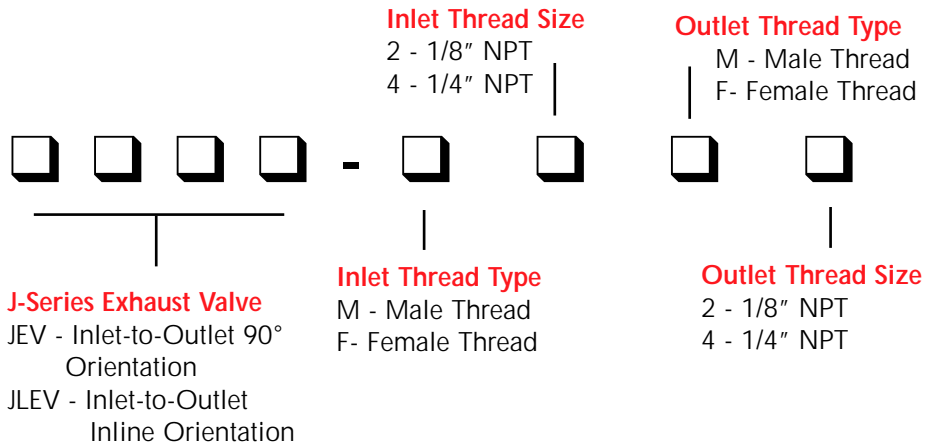 Inlet Thread Size
2 - 1/8” NPT
4 - 1/4” NPT
Outlet Thread Type
M - Male Thread
F- Female Thread
-
J-Series Exhaust Valve
JEV - Inlet-to-Outlet 90°
Orientation
JLEV - Inlet-to-Outlet
Inline Orientation
Inlet Thread Type
M - Male Thread
F- Female Thread
Outlet Thread Size
2 - 1/8” NPT
4 - 1/4” NPT